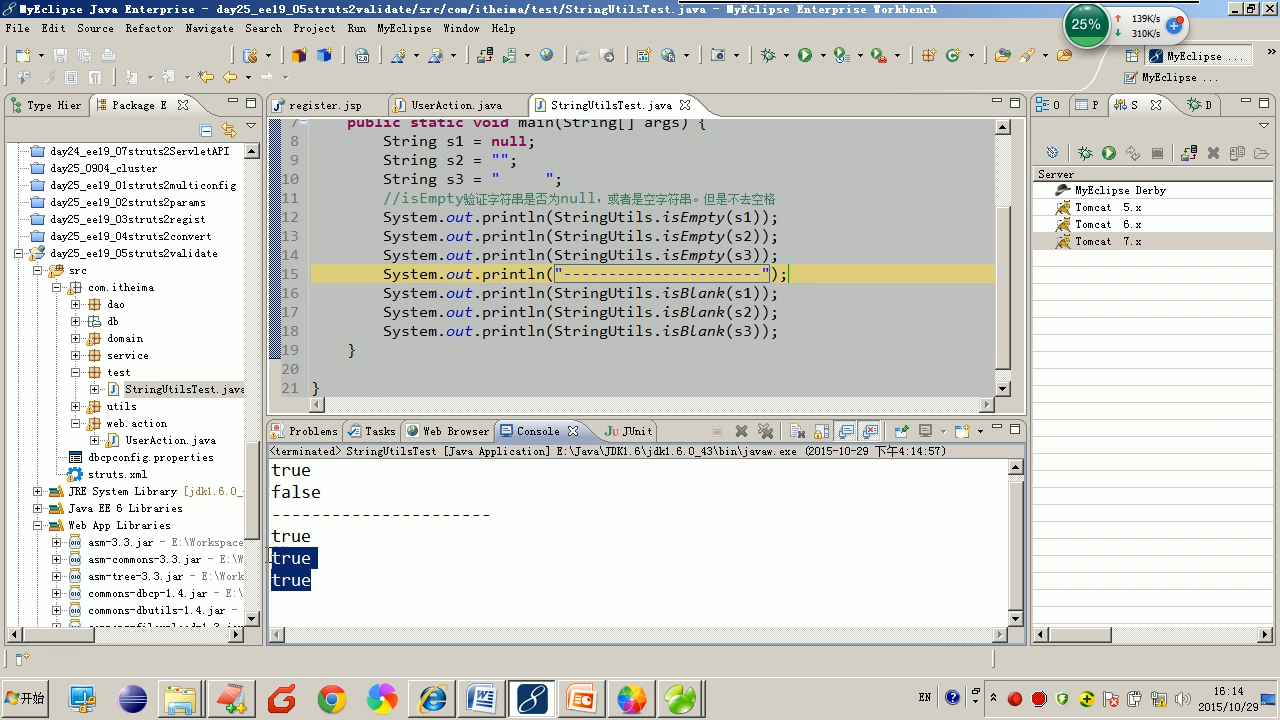 MyEclipse Java Enterprise - day25_ee19_05struts2validate/src/com/itheima/test/StringUtilsTest.java - MyEclipse Enterprise Workbench
File Edit Source Refactor Navigate Search Project Run MyEclipse Window Help
25%
139K/s
310K/s
MyEclipse ...
MyEclipse ...
Type Hier
Package E
day24_ee19_07struts2ServletAPI
day25_0904_cluster
day25_ee19_01struts2multiconfig
day25_ee19_02struts2params
day25_ee19_03struts2regist
day25_ee19_04struts2convert
day25_ee19_05struts2validate
src
com.itheima
dao
db
domain
service
test
StringUtilsTest.java
utils
web.action
UserAction.java
dbcpconfig.properties
struts.xml
JRE System Library [jdk1.6.0_
Java EE 6 Libraries
Web App Libraries
asm-3.3.jar - E:\Workspace
asm-commons-3.3.jar - E:\W
asm-tree-3.3.jar - E:\Work
commons-dbcp-1.4.jar - E:\
commons-dbutils-1.4.jar - E
register.jsp
UserAction.java
StringUtilsTest.java
7 public static void main(String[] args) {
8 String s1 = null;
9 String s2 = "";
10 String s3 = "     ";
11 //isEmpty验证字符串是否为null，或者是空字符串。但是不去空格
12 System.out.println(StringUtils.isEmpty(s1));
13 System.out.println(StringUtils.isEmpty(s2));
14 System.out.println(StringUtils.isEmpty(s3));
15 System.out.println("----------------------");
16 System.out.println(StringUtils.isBlank(s1));
17 System.out.println(StringUtils.isBlank(s2));
18 System.out.println(StringUtils.isBlank(s3));
19 }
20
21 }
Problems
Tasks
Web Browser
Console
JUnit
<terminated> StringUtilsTest [Java Application] E:\Java\JDK1.6\jdk1.6.0_43\bin\javaw.exe (2015-10-29 下午4:14:57)
true
false
----------------------
true
true
true
O
P
S
D
Server
MyEclipse Derby
Tomcat 5.x
Tomcat 6.x
Tomcat 7.x
开始
EN
16:14
2015/10/29